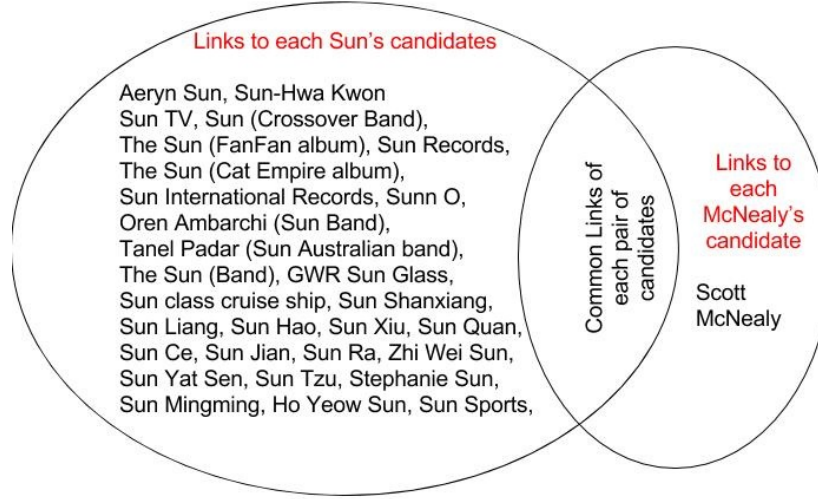 Links to each Sun's candidates
Aeryn Sun, Sun-Hwa Kwon
Sun TV, Sun (Crossover Band),
The Sun (FanFan album), Sun Records,
The Sun (Cat Empire album),
Sun International Records, Sunn O,
Oren Ambarchi (Sun Band),
Tanel Padar (Sun Australian band),
The Sun (Band), GWR Sun Glass,
Sun class cruise ship, Sun Shanxiang,
Sun Liang, Sun Hao, Sun Xiu, Sun Quan,
Sun Ce, Sun Jian, Sun Ra, Zhi Wei Sun,
Sun Yat Sen, Sun Tzu, Stephanie Sun,
Sun Mingming, Ho Yeow Sun, Sun Sports,
Common Links of
each pair of
candidates
Links to
each
McNealy's
candidate
Scott
McNealy